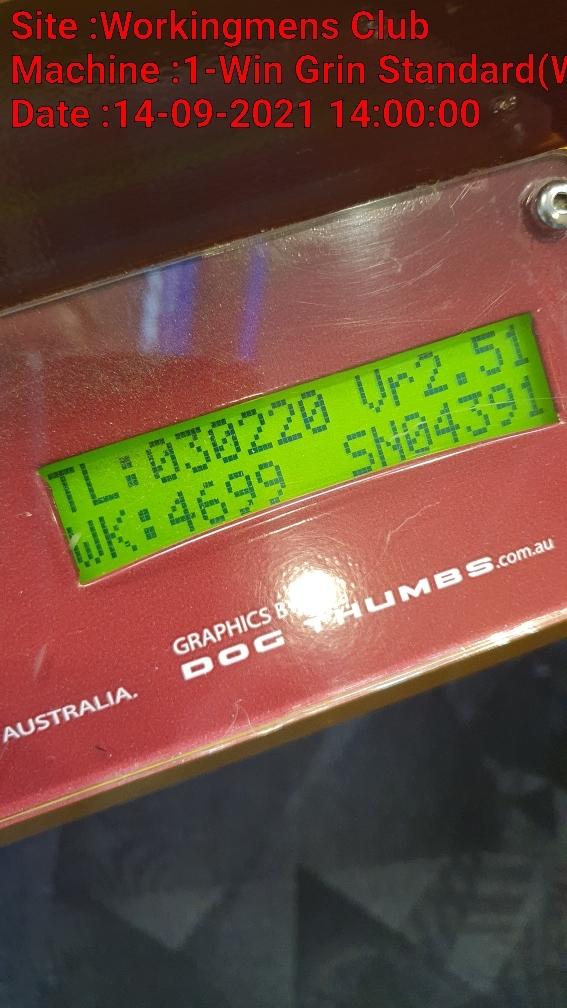 Site :Workingmens Club
Machine :1-Win Grin Standard(W
Date :14-09-2021 14:00:00
TL:030220 Vr2.51
WK:4699 SN04391
GRAPHICS BY
DOG THUMBS.com.au
AUSTRALIA.